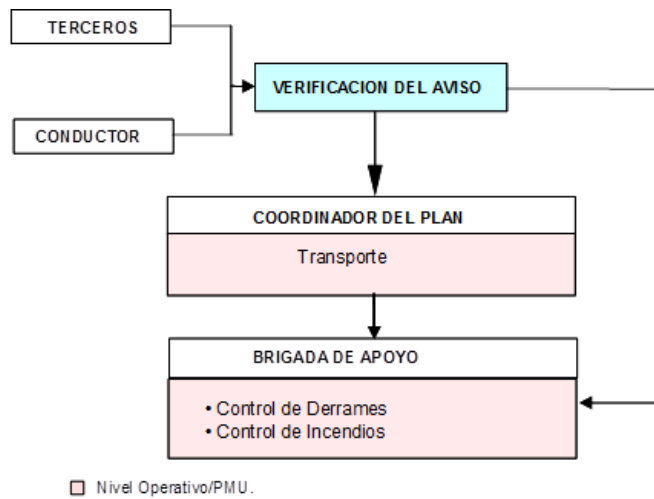 TERCEROS
VERIFICACION DEL AVISO
CONDUCTOR
COORDINADOR DEL PLAN
Transporte
BRIGADA DE APOYO
• Control de Derrames
• Control de Incendios
Nivel Operativo/PMU.